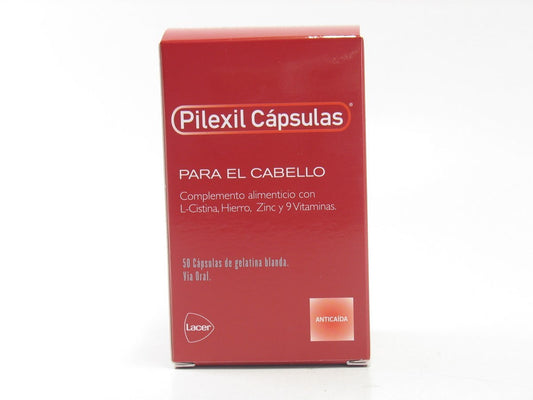 Pilexil Cápsulas®
PARA EL CABELLO
Complemento alimenticio con
L-Cistina, Hierro, Zinc y 9 Vitaminas.
50 Cápsulas de gelatina blanda.
Vía Oral.
Lacer
ANTICAÍDA